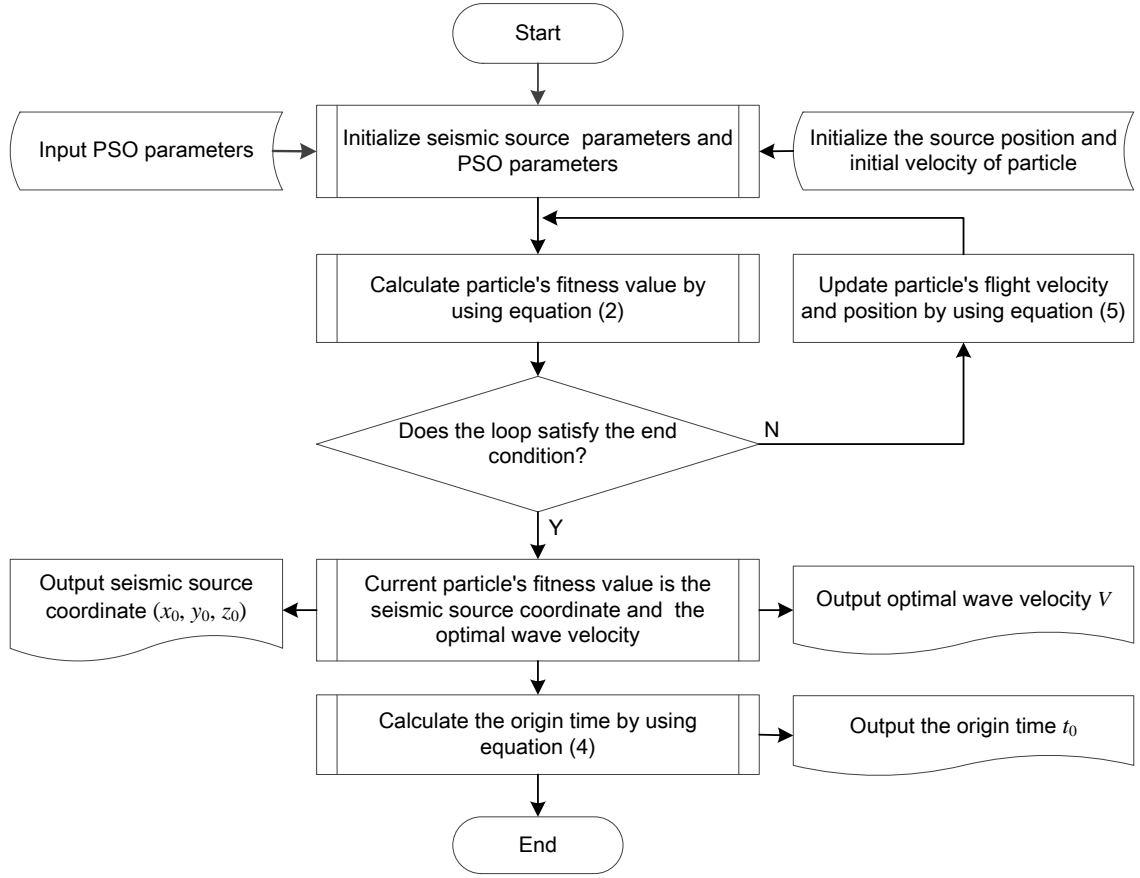 Start
Input PSO parameters
Initialize seismic source parameters and
PSO parameters
Initialize the source position and
initial velocity of particle
Calculate particle's fitness value by
using equation (2)
Update particle's flight velocity
and position by using equation (5)
Does the loop satisfy the end
condition?
N
Y
Output seismic source
coordinate (x₀, y₀, z₀)
Current particle's fitness value is the
seismic source coordinate and the
optimal wave velocity
Output optimal wave velocity V
Calculate the origin time by using
equation (4)
Output the origin time t₀
End